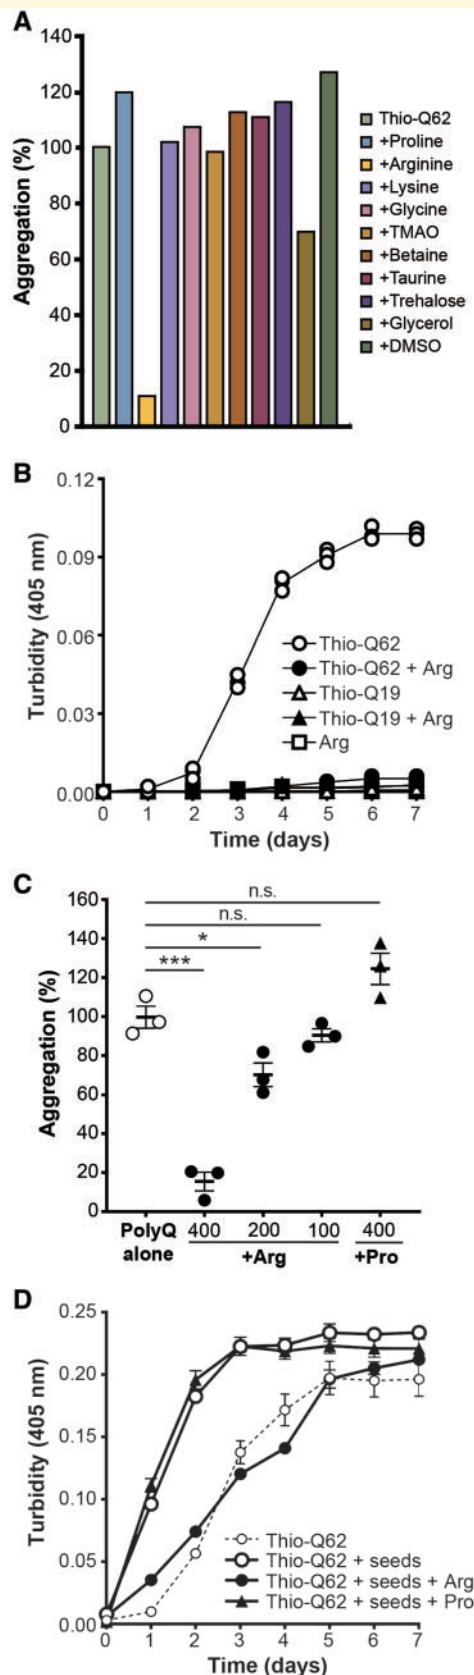 A
Aggregation (%)
140
120
100
80
60
40
20
0
Thio-Q62
+Proline
+Arginine
+Lysine
+Glycine
+TMAO
+Betaine
+Taurine
+Trehalose
+Glycerol
+DMSO
B
Turbidity (405 nm)
0.12
0.09
0.06
0.03
0.00
Thio-Q62
Thio-Q62 + Arg
Thio-Q19
Thio-Q19 + Arg
Arg
0 1 2 3 4 5 6 7
Time (days)
C
Aggregation (%)
160
140
120
100
80
60
40
20
0
n.s.
n.s.
*
***
PolyQ alone
400 200 100 400
+Arg +Pro
D
Turbidity (405 nm)
0.25
0.20
0.15
0.10
0.05
0.00
Thio-Q62
Thio-Q62 + seeds
Thio-Q62 + seeds + Arg
Thio-Q62 + seeds + Pro
0 1 2 3 4 5 6 7
Time (days)